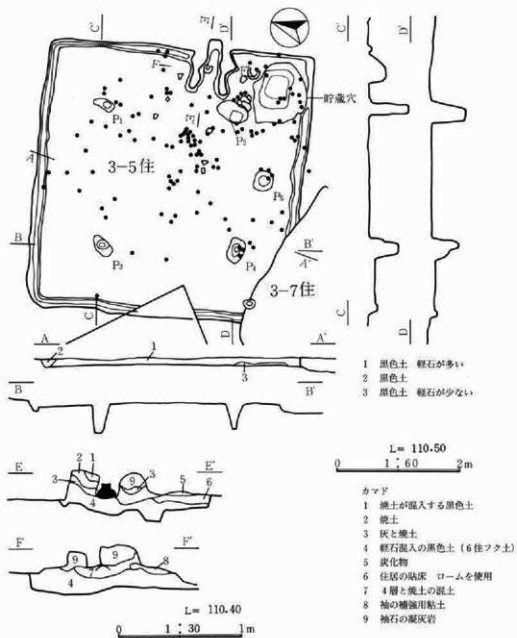 C'
E'
D'
F
F'
E
P1
P2
貯蔵穴
A
3-5住
P5
B
P3
P4
B'
A'
3-7住
C
D
C'
D'
C
D
A
2
1
3
A'
B
B'
1 黒色土 軽石が多い
2 黒色土
3 黒色土 軽石が少ない
L= 110.50
0 1:60 2m
E
2 1
3
9
3
5
E'
6
4
F
9
9
8
F'
4
7
L= 110.40
0 1:30 1m
カマド
1 焼土が混入する黒色土
2 焼土
3 灰と焼土
4 軽石混入の黒色土(6住フク土)
5 炭化物
6 住居の貼床 ロームを使用
7 4層と焼土の混土
8 袖の補強用粘土
9 袖石の凝灰岩